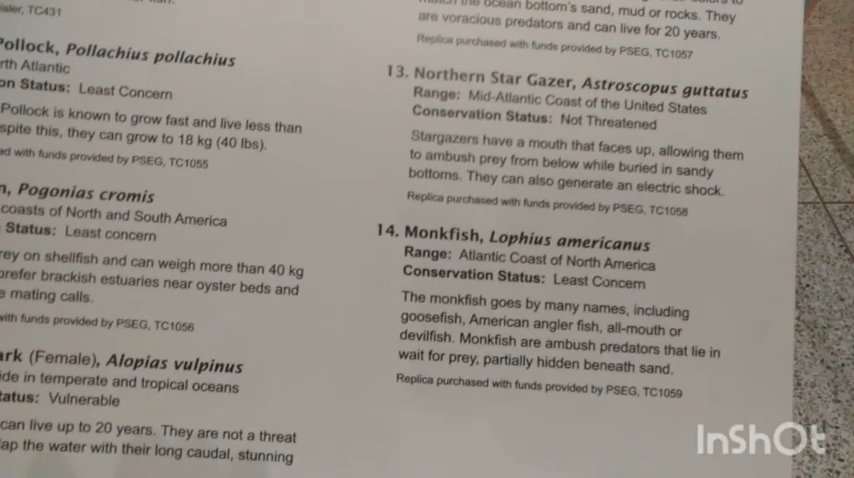 isler, TC431
Pollock, Pollachius pollachius
rth Atlantic
on Status: Least Concern
Pollock is known to grow fast and live less than
spite this, they can grow to 18 kg (40 lbs).
ed with funds provided by PSEG, TC1055
n, Pogonias cromis
coasts of North and South America
Status: Least concern
rey on shellfish and can weigh more than 40 kg
prefer brackish estuaries near oyster beds and
e mating calls.
with funds provided by PSEG, TC1056
ark (Female), Alopias vulpinus
ide in temperate and tropical oceans
tatus: Vulnerable
can live up to 20 years. They are not a threat
lap the water with their long caudal, stunning
the ocean bottom's sand, mud or rocks. They
are voracious predators and can live for 20 years.
Replica purchased with funds provided by PSEG, TC1057
13. Northern Star Gazer, Astroscopus guttatus
Range: Mid-Atlantic Coast of the United States
Conservation Status: Not Threatened
Stargazers have a mouth that faces up, allowing them
to ambush prey from below while buried in sandy
bottoms. They can also generate an electric shock.
Replica purchased with funds provided by PSEG, TC1058
14. Monkfish, Lophius americanus
Range: Atlantic Coast of North America
Conservation Status: Least Concern
The monkfish goes by many names, including
goosefish, American angler fish, all-mouth or
devilfish. Monkfish are ambush predators that lie in
wait for prey, partially hidden beneath sand.
Replica purchased with funds provided by PSEG, TC1059
InShOt